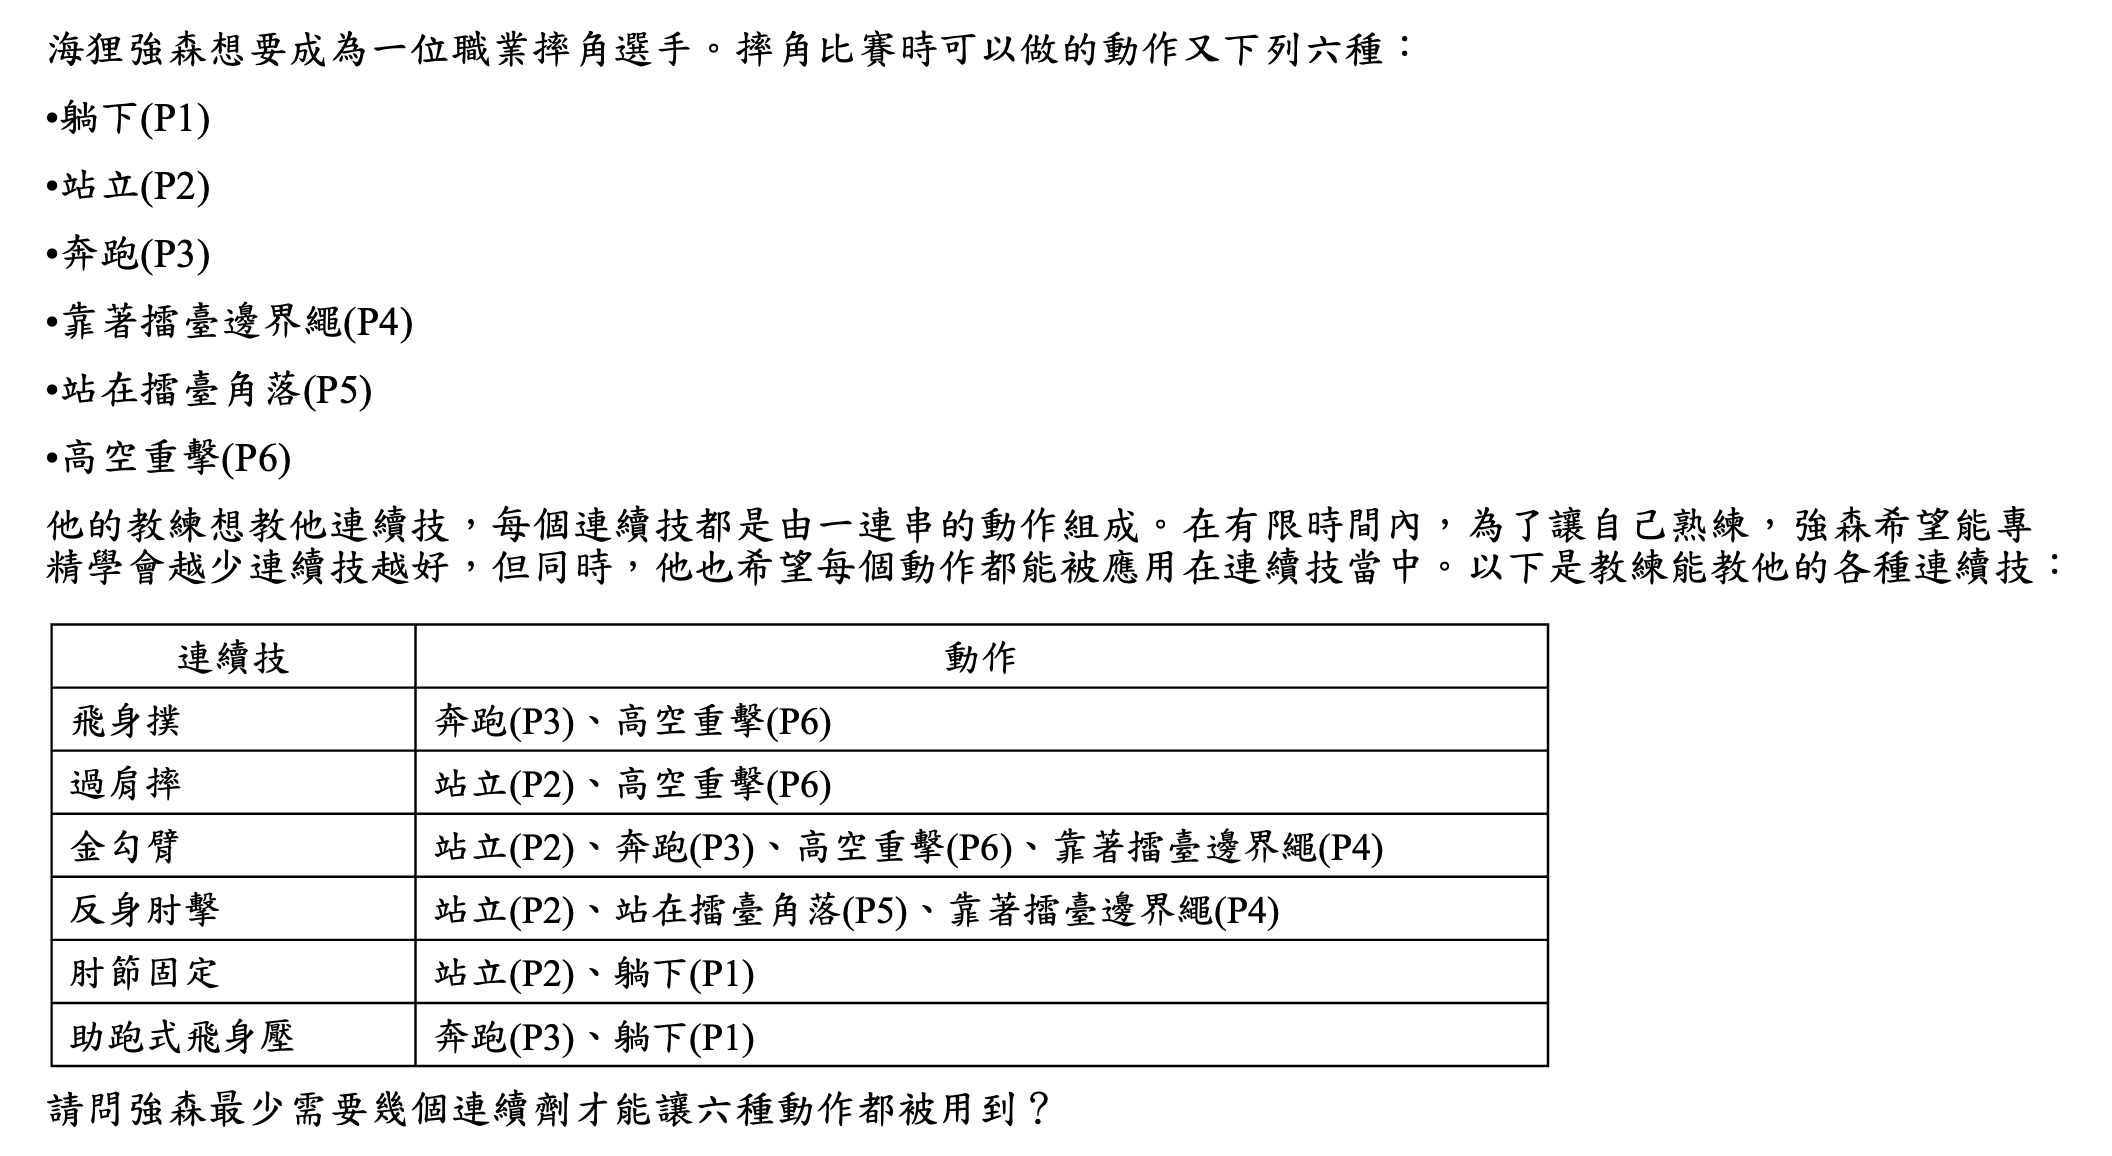 海狸強森想要成為一位職業摔角選手。摔角比賽時可以做的動作又下列六種：
•躺下(P1)
•站立(P2)
•奔跑(P3)
•靠著擂臺邊界繩(P4)
•站在擂臺角落(P5)
•高空重擊(P6)
他的教練想教他連續技，每個連續技都是由一連串的動作組成。在有限時間內，為了讓自己熟練，強森希望能專
精學會越少連續技越好，但同時，他也希望每個動作都能被應用在連續技當中。以下是教練能教他的各種連續技：
連續技 動作
飛身撲 奔跑(P3)、高空重擊(P6)
過肩摔 站立(P2)、高空重擊(P6)
金勾臂 站立(P2)、奔跑(P3)、高空重擊(P6)、靠著擂臺邊界繩(P4)
反身肘擊 站立(P2)、站在擂臺角落(P5)、靠著擂臺邊界繩(P4)
肘節固定 站立(P2)、躺下(P1)
助跑式飛身壓 奔跑(P3)、躺下(P1)
請問強森最少需要幾個連續劑才能讓六種動作都被用到？